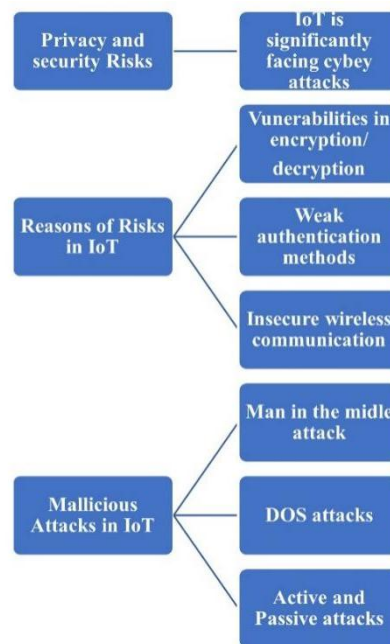 Privacy and
security Risks
IoT is
significantly
facing cybey
attacks
Reasons of Risks
in IoT
Vunerabilities in
encryption/
decryption
Weak
authentication
methods
Insecure wireless
communication
Mallicious
Attacks in IoT
Man in the midle
attack
DOS attacks
Active and
Passive attacks